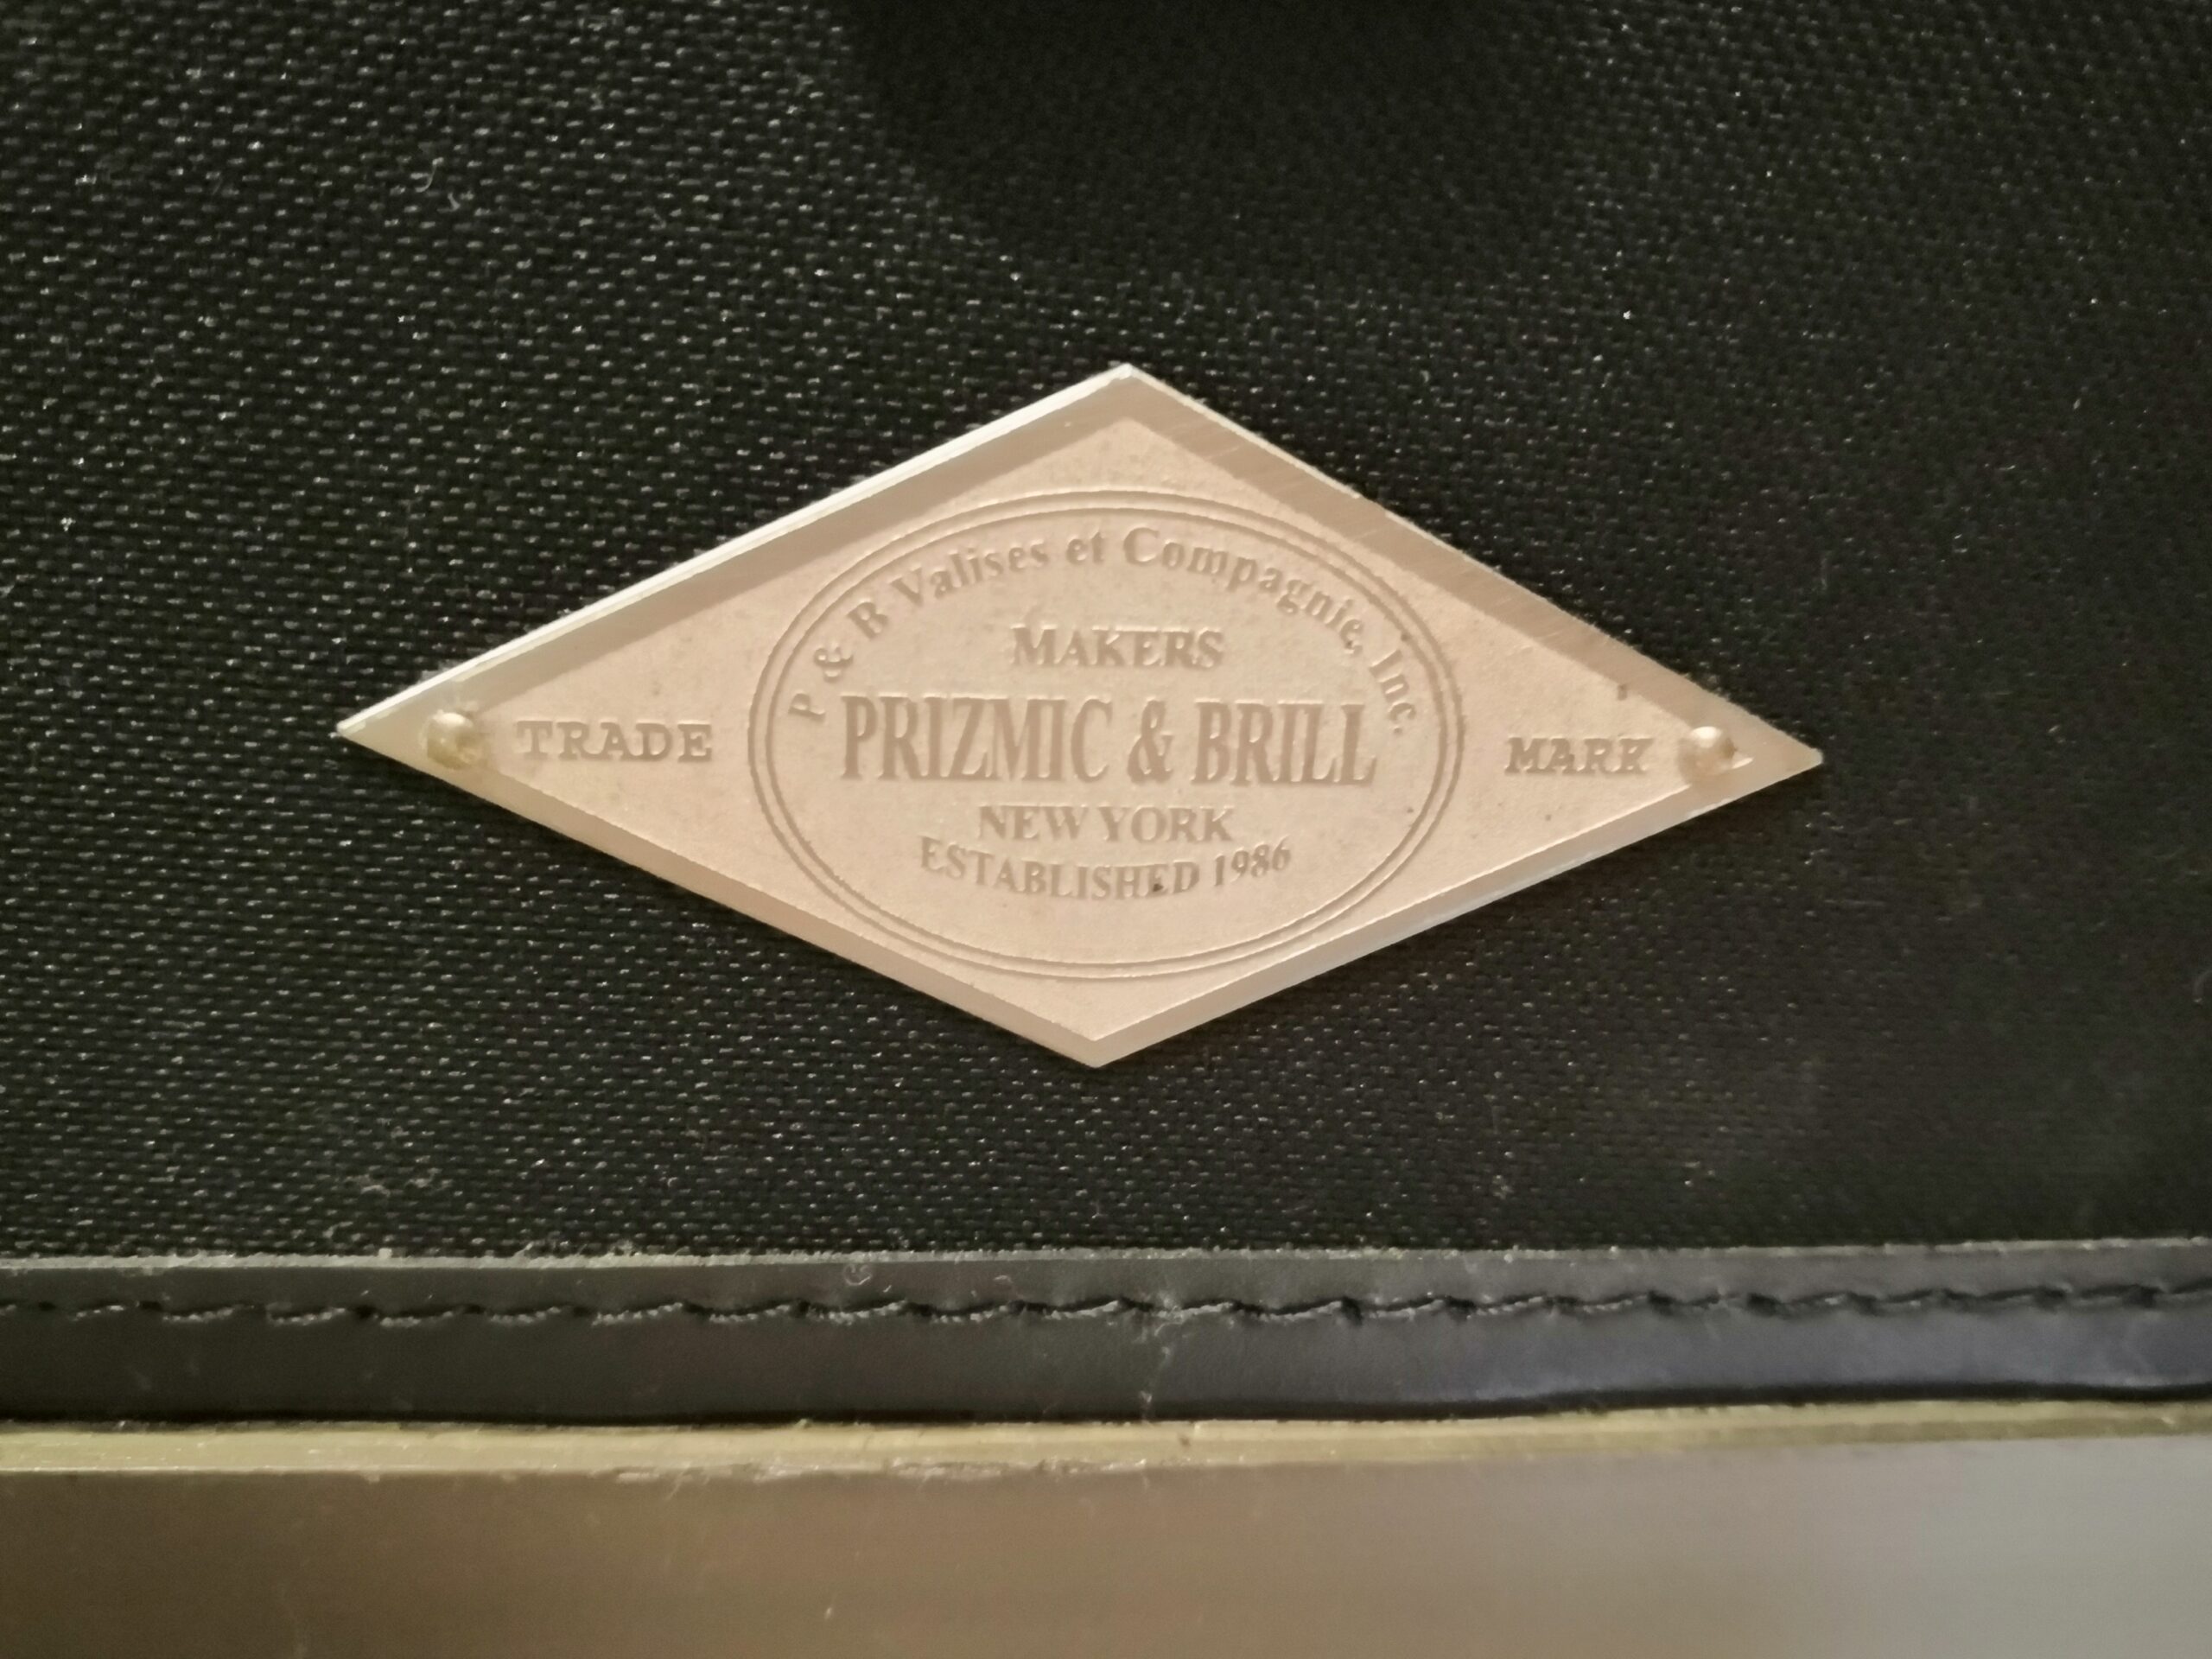 P & B Valises et Compagnie, Inc.
MAKERS
TRADE PRIZMIC & BRILL MARK
NEW YORK
ESTABLISHED 1986